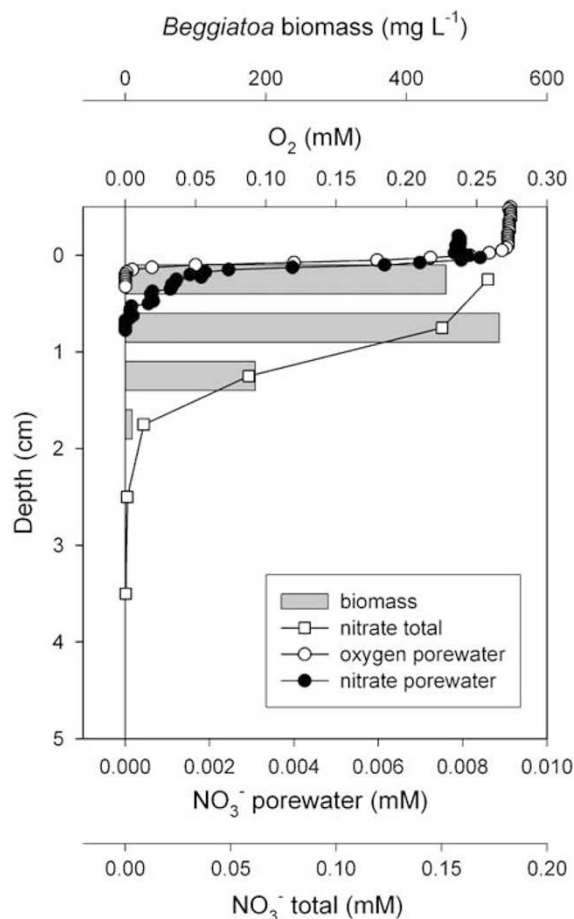 Beggiatoa biomass (mg L⁻¹)
0 200 400 600
O₂ (mM)
0.00 0.05 0.10 0.15 0.20 0.25 0.30
0
1
2
3
4
5
Depth (cm)
biomass
nitrate total
oxygen porewater
nitrate porewater
0.000 0.002 0.004 0.006 0.008 0.010
NO₃⁻ porewater (mM)
0.00 0.05 0.10 0.15 0.20
NO₃⁻ total (mM)